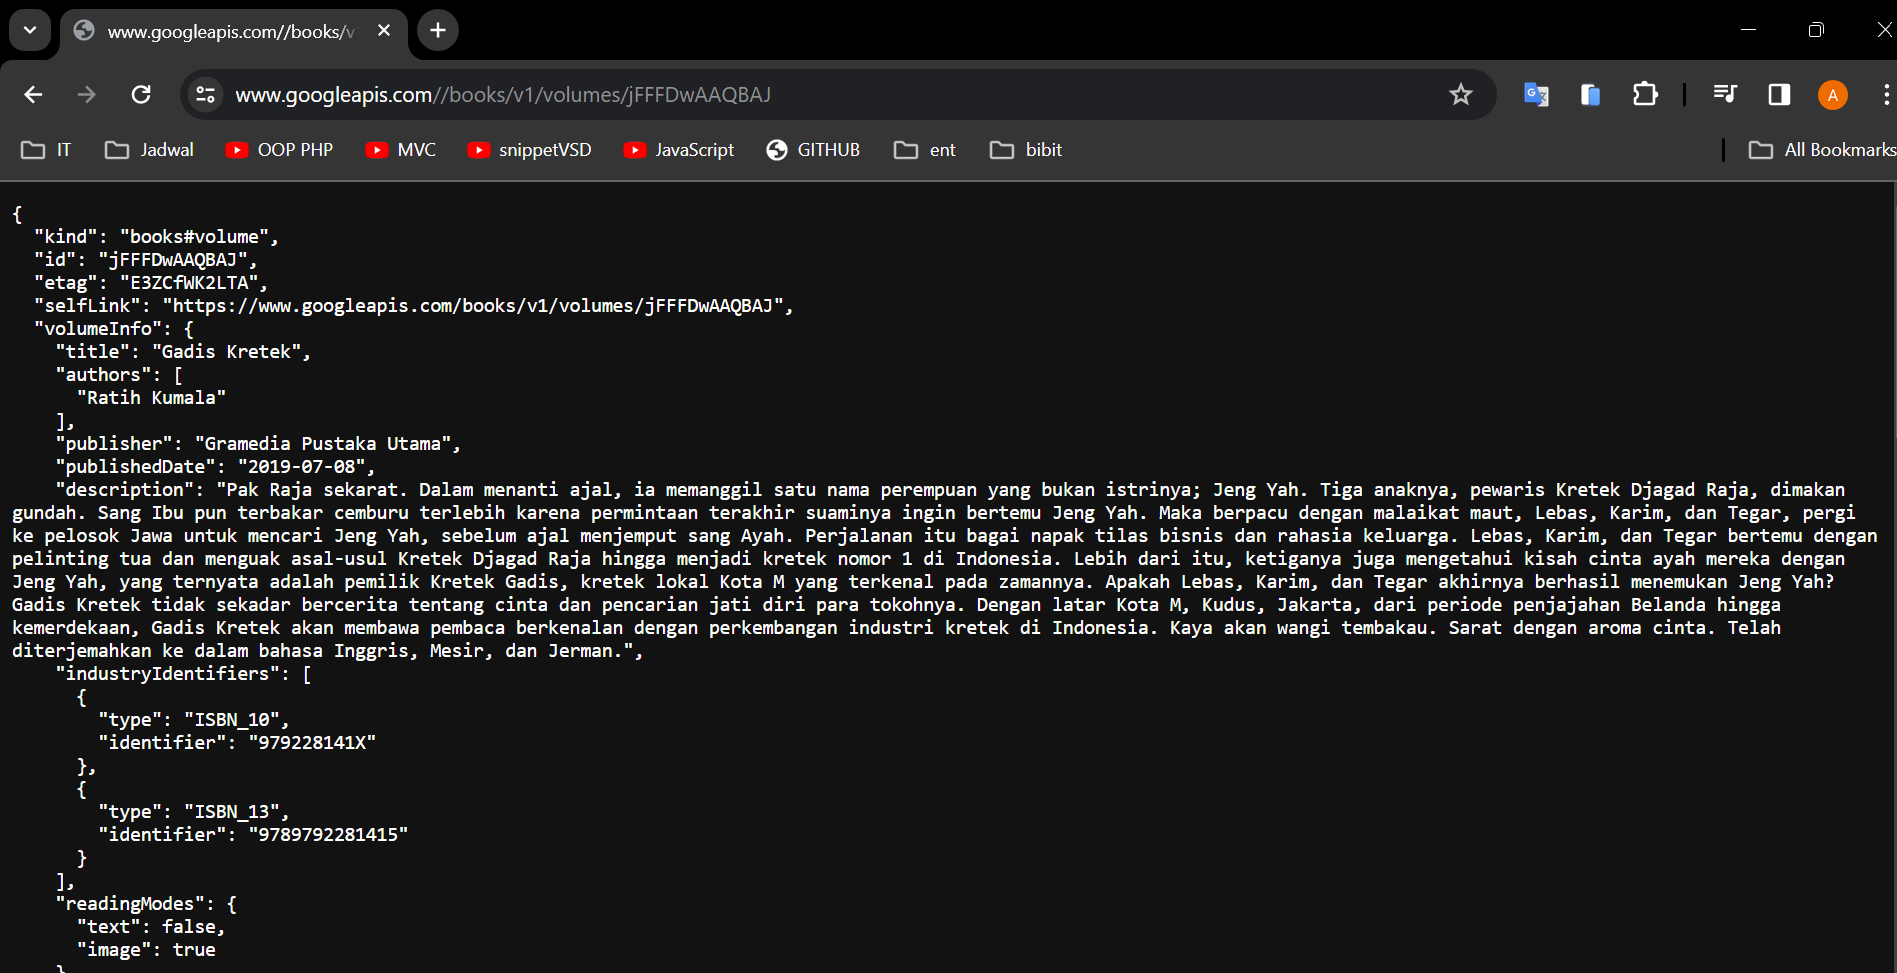 www.googleapis.com//books/v
www.googleapis.com//books/v1/volumes/jFFFDwAAQBAJ
A
IT Jadwal OOP PHP MVC snippetVSD JavaScript GITHUB ent bibit All Bookmarks
{
"kind": "books#volume",
"id": "jFFFDwAAQBAJ",
"etag": "E3ZCfWK2LTA",
"selfLink": "https://www.googleapis.com/books/v1/volumes/jFFFDwAAQBAJ",
"volumeInfo": {
"title": "Gadis Kretek",
"authors": [
"Ratih Kumala"
],
"publisher": "Gramedia Pustaka Utama",
"publishedDate": "2019-07-08",
"description": "Pak Raja sekarat. Dalam menanti ajal, ia memanggil satu nama perempuan yang bukan istrinya; Jeng Yah. Tiga anaknya, pewaris Kretek Djagad Raja, dimakan
gundah. Sang Ibu pun terbakar cemburu terlebih karena permintaan terakhir suaminya ingin bertemu Jeng Yah. Maka berpacu dengan malaikat maut, Lebas, Karim, dan Tegar, pergi
ke pelosok Jawa untuk mencari Jeng Yah, sebelum ajal menjemput sang Ayah. Perjalanan itu bagai napak tilas bisnis dan rahasia keluarga. Lebas, Karim, dan Tegar bertemu dengan
pelinting tua dan menguak asal-usul Kretek Djagad Raja hingga menjadi kretek nomor 1 di Indonesia. Lebih dari itu, ketiganya juga mengetahui kisah cinta ayah mereka dengan
Jeng Yah, yang ternyata adalah pemilik Kretek Gadis, kretek lokal Kota M yang terkenal pada zamannya. Apakah Lebas, Karim, dan Tegar akhirnya berhasil menemukan Jeng Yah?
Gadis Kretek tidak sekadar bercerita tentang cinta dan pencarian jati diri para tokohnya. Dengan latar Kota M, Kudus, Jakarta, dari periode penjajahan Belanda hingga
kemerdekaan, Gadis Kretek akan membawa pembaca berkenalan dengan perkembangan industri kretek di Indonesia. Kaya akan wangi tembakau. Sarat dengan aroma cinta. Telah
diterjemahkan ke dalam bahasa Inggris, Mesir, dan Jerman.",
"industryIdentifiers": [
{
"type": "ISBN_10",
"identifier": "979228141X"
},
{
"type": "ISBN_13",
"identifier": "9789792281415"
}
],
"readingModes": {
"text": false,
"image": true
}